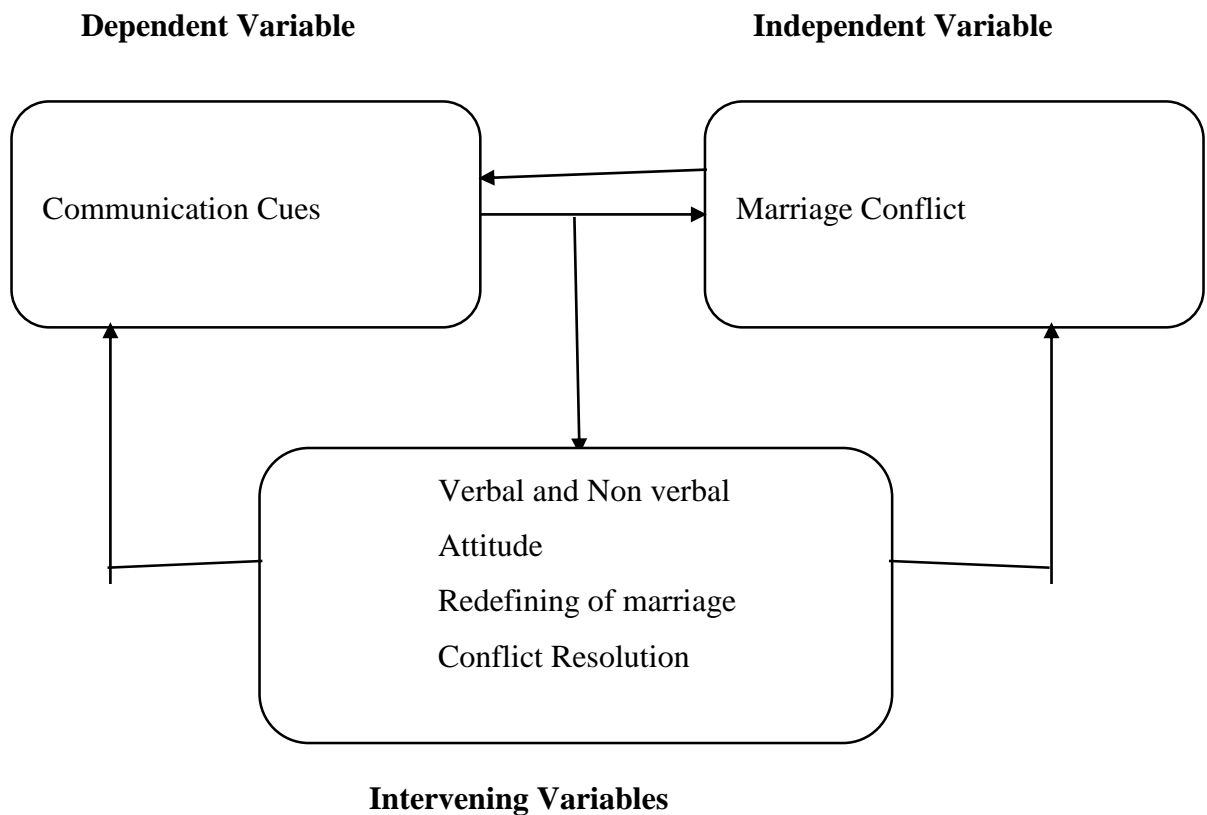 Dependent Variable
Independent Variable
Communication Cues
Marriage Conflict
Verbal and Non verbal
Attitude
Redefining of marriage
Conflict Resolution
Intervening Variables